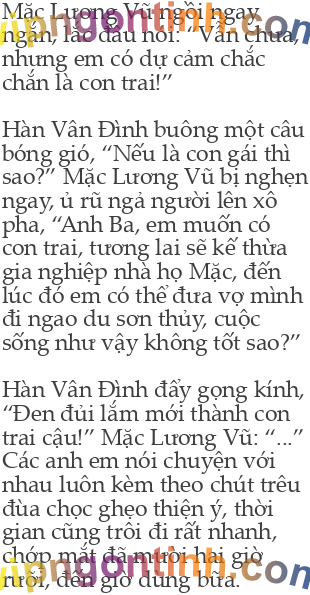 Mặc Lương Vũ ngồi ngay
ngắn, lắc đầu nói: “Vẫn chưa,
nhưng em có dự cảm chắc
chắn là con trai!”
Hàn Vân Đình buông một câu
bóng gió, “Nếu là con gái thì
sao?” Mặc Lương Vũ bị nghẹn
ngay, ủ rũ ngả người lên xô
pha, “Anh Ba, em muốn có
con trai, tương lai sẽ kế thừa
gia nghiệp nhà họ Mặc, đến
lúc đó em có thể đưa vợ mình
đi ngao du sơn thủy, cuộc
sống như vậy không tốt sao?”
Hàn Vân Đình đẩy gọng kính,
“Đen đủi lắm mới thành con
trai cậu!” Mặc Lương Vũ: “...”
Các anh em nói chuyện với
nhau luôn kèm theo chút trêu
đùa chọc ghẹo thiện ý, thời
gian cũng trôi đi rất nhanh,
chớp mắt đã mười hai giờ
rưỡi, đến giờ dùng bữa.